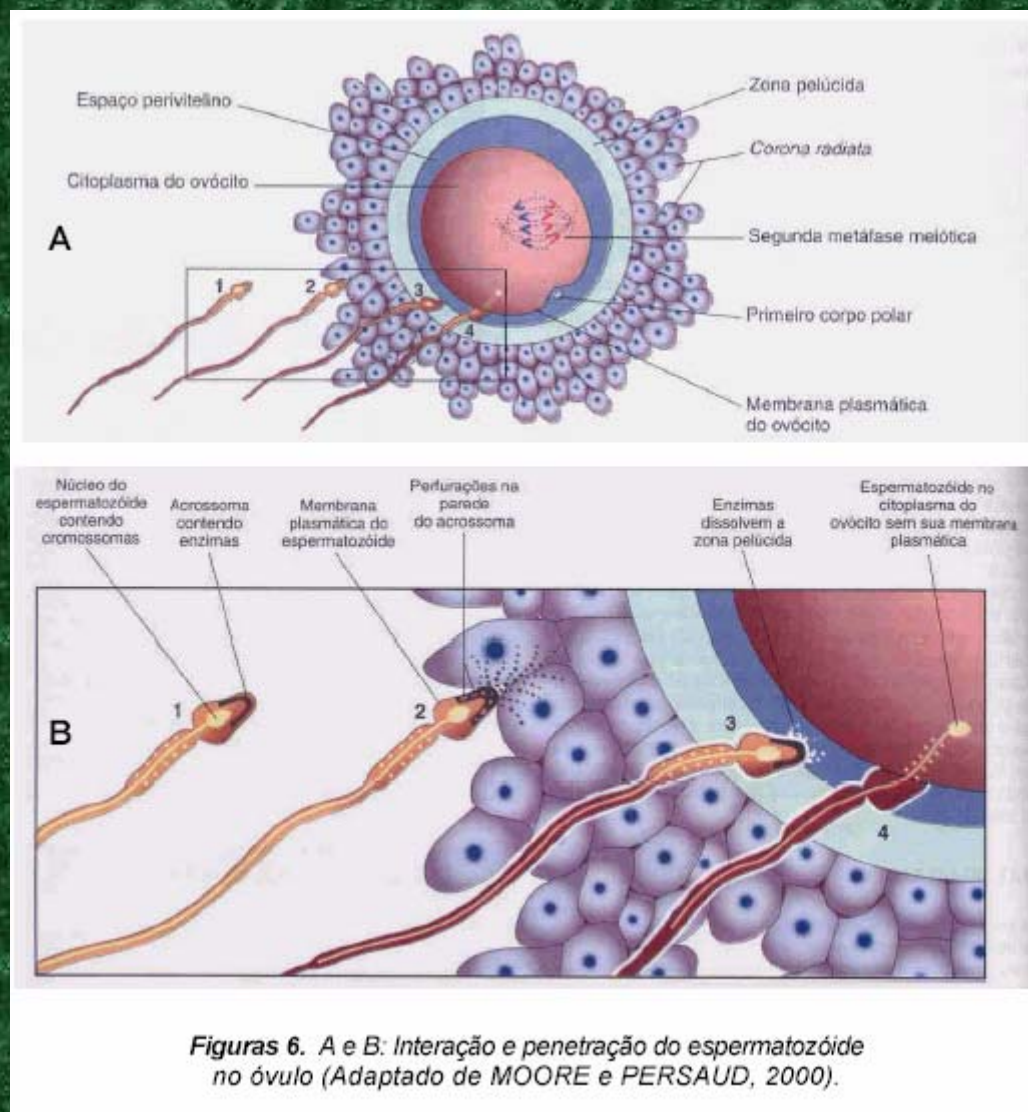 Espaço perivitelino
Citoplasma do ovócito
A
1
2
3
4
Zona pelúcida
Corona radiata
Segunda metáfase meiótica
Primeiro corpo polar
Membrana plasmática
do ovócito
Núcleo do
espermatozóide
contendo
cromossomas
Acrossoma
contendo
enzimas
Membrana
plasmática do
espermatozóide
Perfurações na
parede
do acrossoma
Enzimas
dissolvem a
zona pelúcida
Espermatozóide no
citoplasma do
ovócito sem sua membrana
plasmática
B
1
2
3
4
Figuras 6. A e B: Interação e penetração do espermatozóide
no óvulo (Adaptado de MOORE e PERSAUD, 2000).